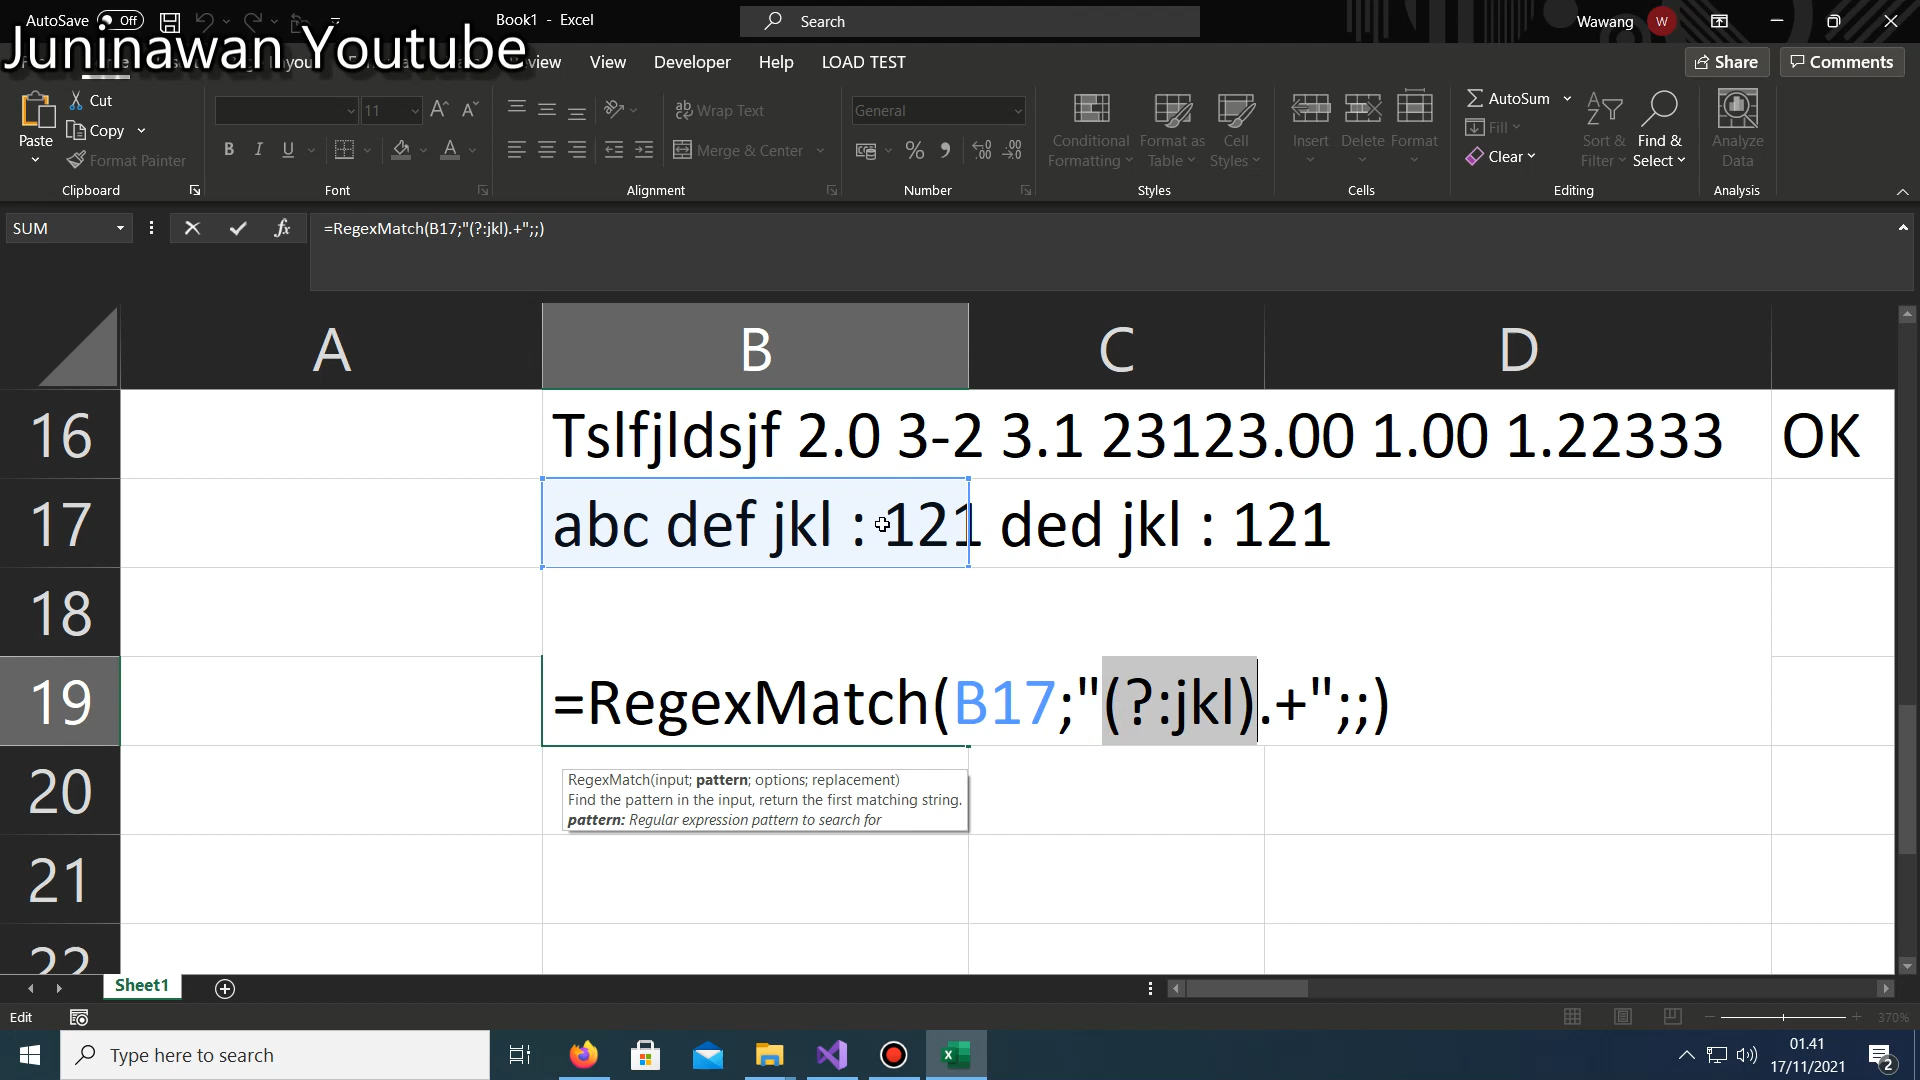 AutoSave Off
Book1 - Excel
Search
Wawang W
Juninawan Youtube
View Developer Help LOAD TEST
Share Comments
Paste
Cut
Copy
Format Painter
Clipboard
11
B I U
Font
Wrap Text
Merge & Center
Alignment
General
Number
Conditional Formatting
Format as Table
Cell Styles
Styles
Insert Delete Format
Cells
AutoSum
Fill
Clear
Sort & Filter
Find & Select
Editing
Analyze Data
Analysis
SUM
fx
=RegexMatch(B17;"(?:jkl).+";;)
A B C D
16 Tslfjldsjf 2.0 3-2 3.1 23123.00 1.00 1.22333 OK
17 abc def jkl : 121 ded jkl : 121
18
19 =RegexMatch(B17;"(?:jkl).+";;)
20
RegexMatch(input; pattern; options; replacement)
Find the pattern in the input, return the first matching string.
pattern: Regular expression pattern to search for
21
22
Sheet1
Edit
370%
Type here to search
01.41
17/11/2021
2